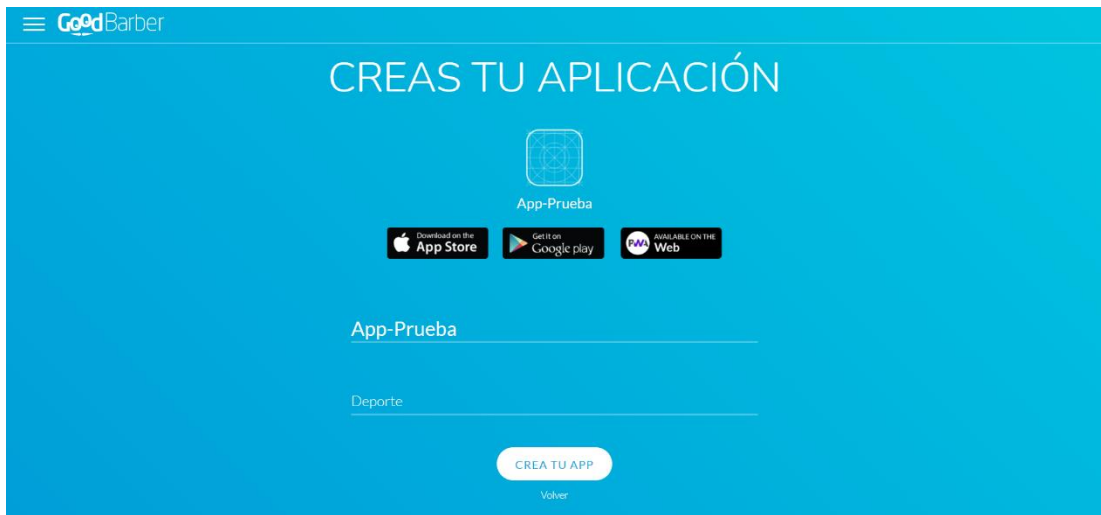 GoodBarber
CREAS TU APLICACIÓN
App-Prueba
Download on the
App Store
Get it on
Google play
PWA
AVAILABLE ON THE
Web
App-Prueba
Deporte
CREA TU APP
Volver